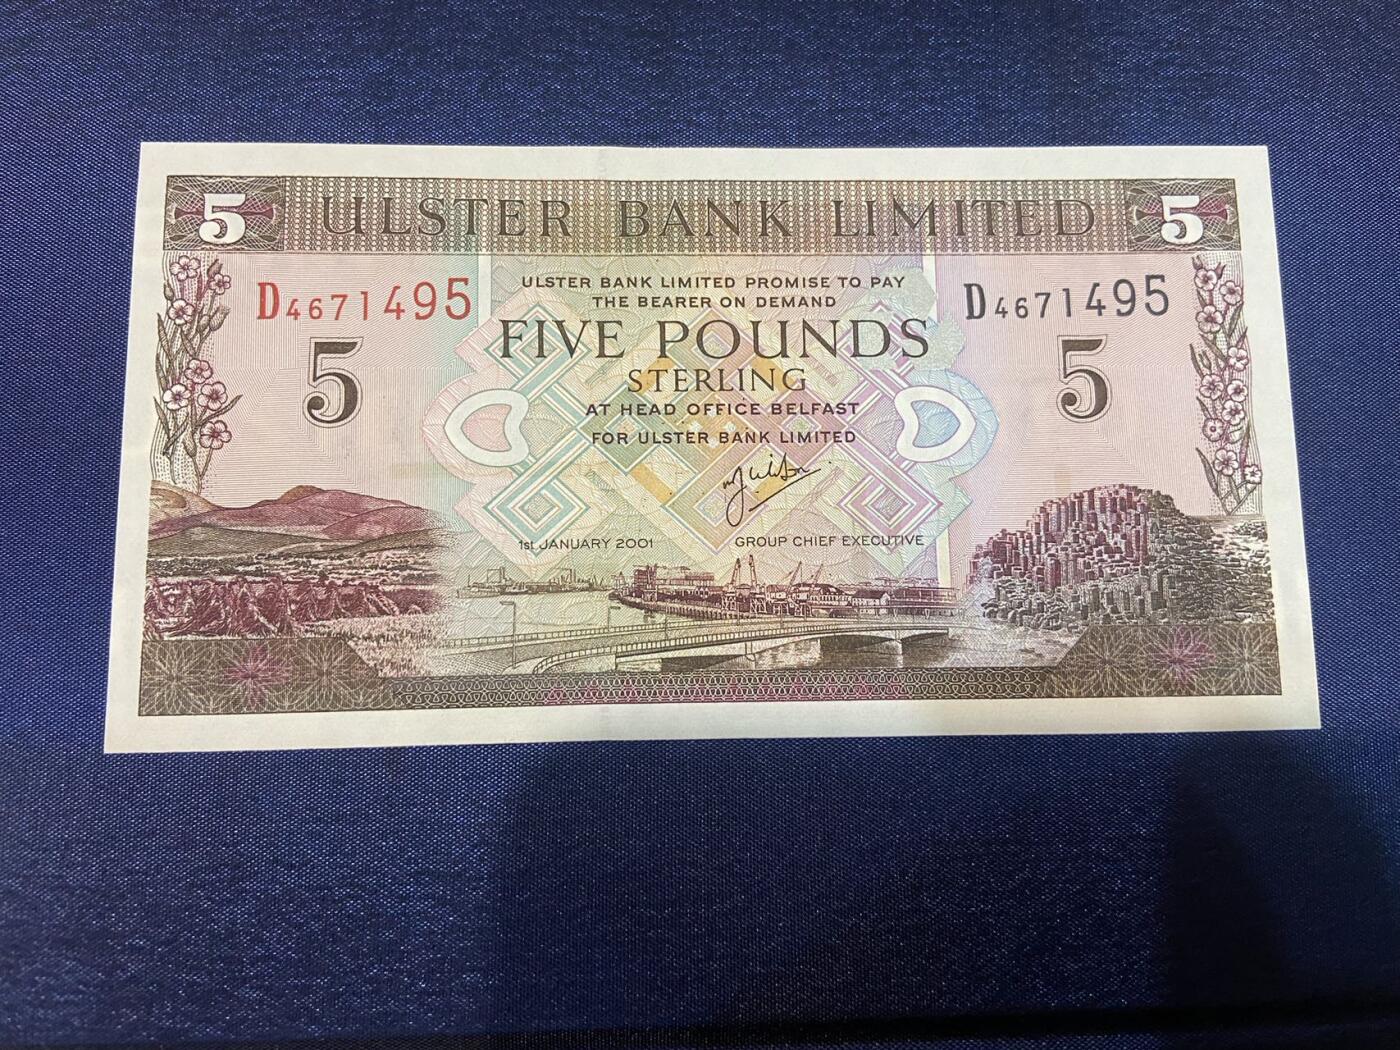 5 ULSTER BANK LIMITED 5
ULSTER BANK LIMITED PROMISE TO PAY
D4671495 THE BEARER ON DEMAND D4671495
5 FIVE POUNDS 5
STERLING
AT HEAD OFFICE BELFAST
FOR ULSTER BANK LIMITED
1st JANUARY 2001 GROUP CHIEF EXECUTIVE